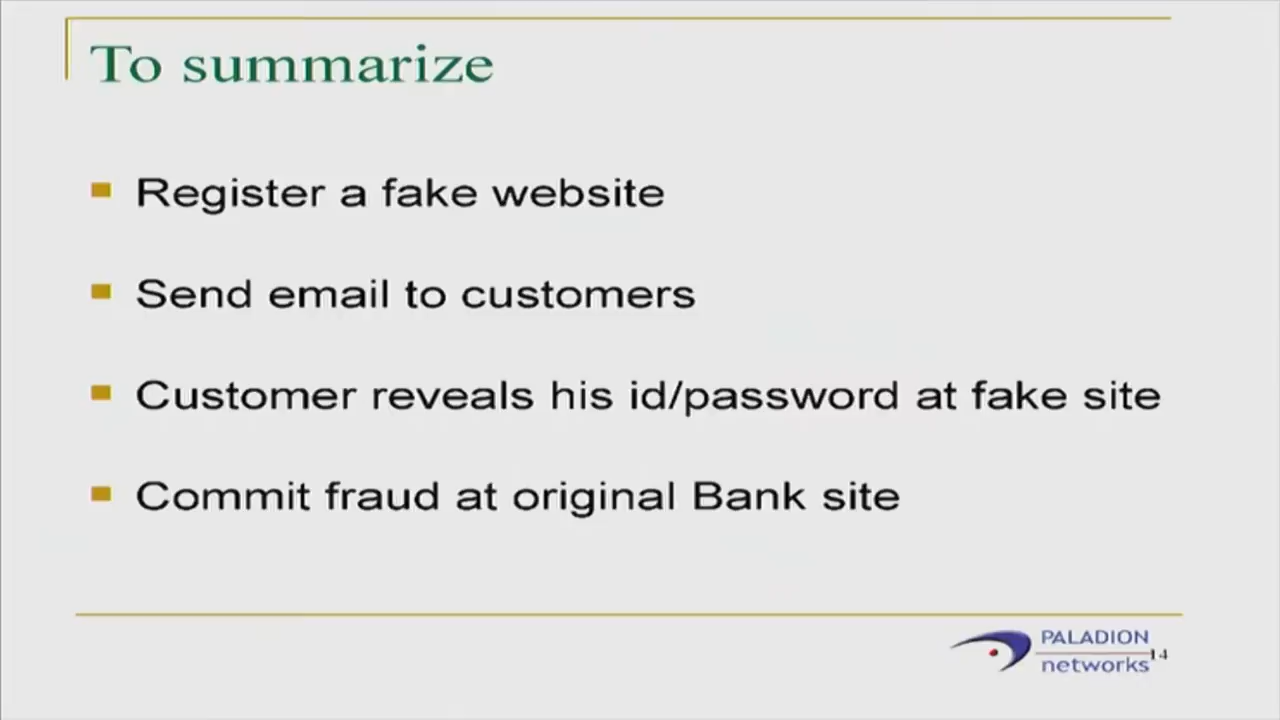 To summarize
Register a fake website
Send email to customers
Customer reveals his id/password at fake site
Commit fraud at original Bank site
PALADION
networks
14